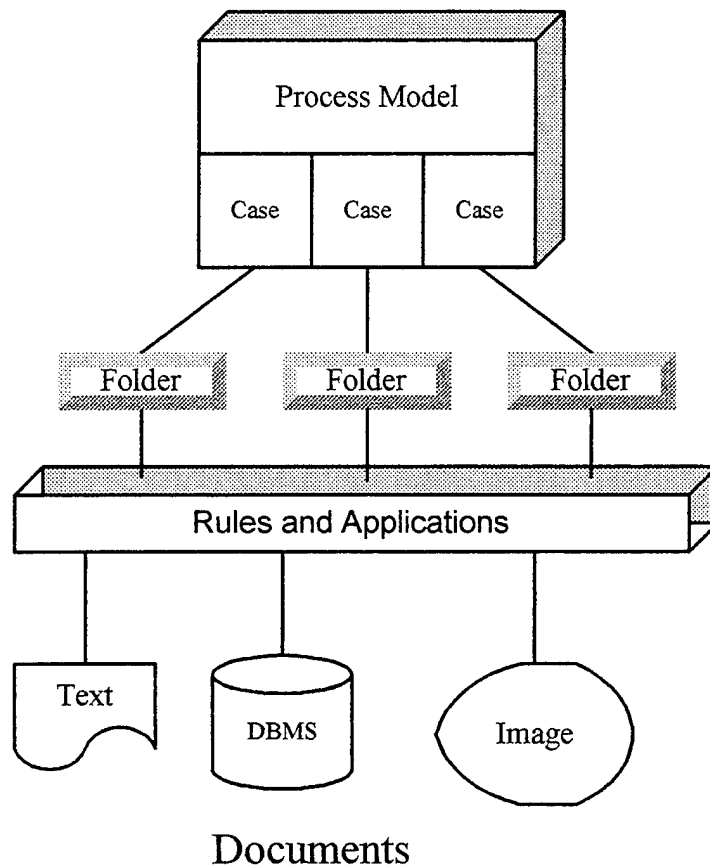 Process Model
Case Case Case
Folder Folder Folder
Rules and Applications
Text DBMS Image
Documents